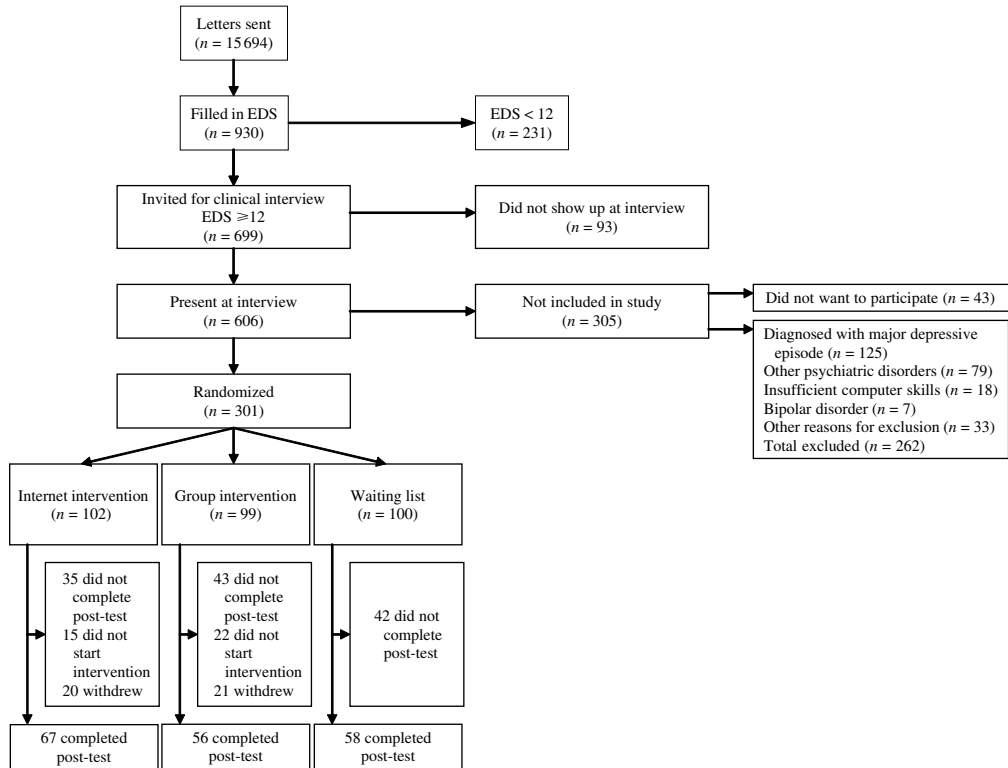 Letters sent
(n = 15 694)
Filled in EDS
(n = 930)
EDS < 12
(n = 231)
Invited for clinical interview
EDS ⩾12
(n = 699)
Did not show up at interview
(n = 93)
Present at interview
(n = 606)
Not included in study
(n = 305)
Did not want to participate (n = 43)
Diagnosed with major depressive
episode (n = 125)
Other psychiatric disorders (n = 79)
Insufficient computer skills (n = 18)
Bipolar disorder (n = 7)
Other reasons for exclusion (n = 33)
Total excluded (n = 262)
Randomized
(n = 301)
Internet intervention
(n = 102)
Group intervention
(n = 99)
Waiting list
(n = 100)
35 did not
complete
post-test
15 did not
start
intervention
20 withdrew
43 did not
complete
post-test
22 did not
start
intervention
21 withdrew
42 did not
complete
post-test
67 completed
post-test
56 completed
post-test
58 completed
post-test